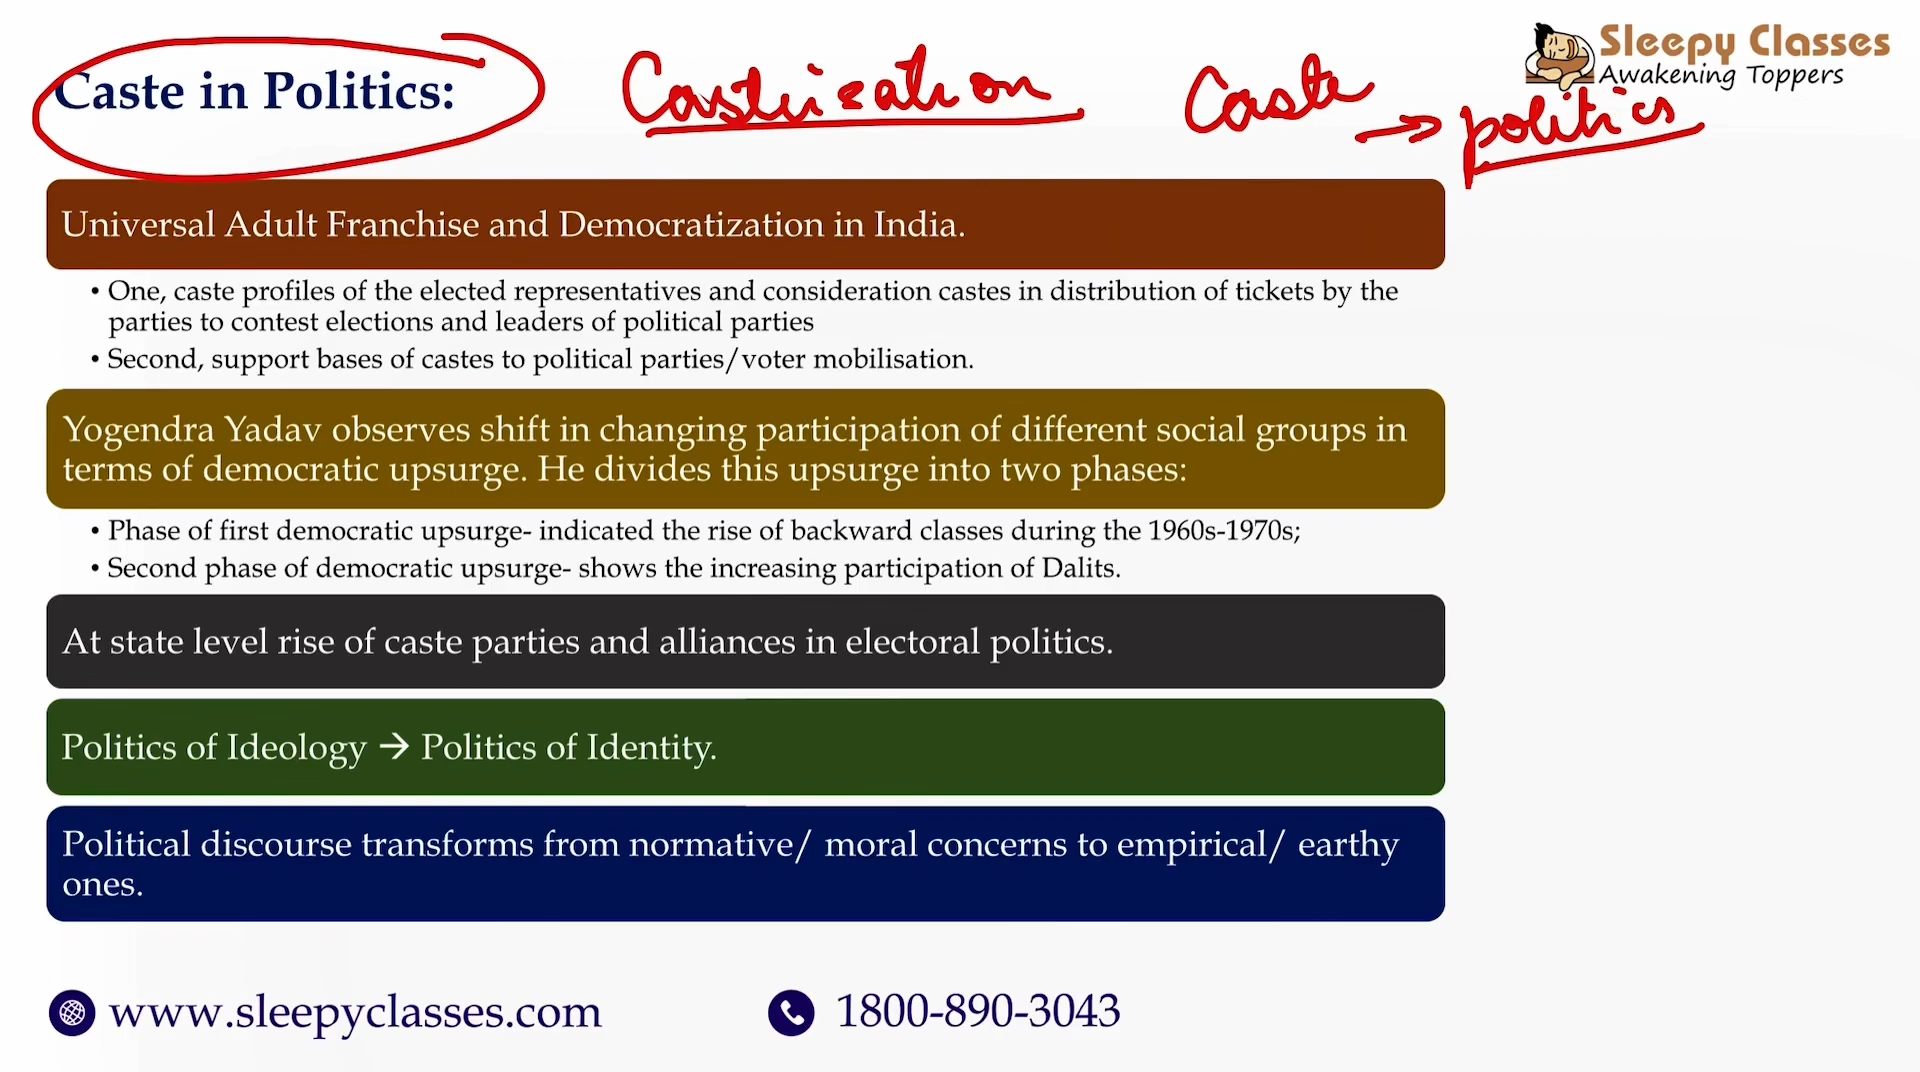 Caste in Politics:
Casteization
Caste
→ politics
Sleepy Classes
Awakening Toppers
Universal Adult Franchise and Democratization in India.
• One, caste profiles of the elected representatives and consideration castes in distribution of tickets by the
parties to contest elections and leaders of political parties
• Second, support bases of castes to political parties/voter mobilisation.
Yogendra Yadav observes shift in changing participation of different social groups in
terms of democratic upsurge. He divides this upsurge into two phases:
• Phase of first democratic upsurge- indicated the rise of backward classes during the 1960s-1970s;
• Second phase of democratic upsurge- shows the increasing participation of Dalits.
At state level rise of caste parties and alliances in electoral politics.
Politics of Ideology → Politics of Identity.
Political discourse transforms from normative/ moral concerns to empirical/ earthy
ones.
www.sleepyclasses.com
1800-890-3043